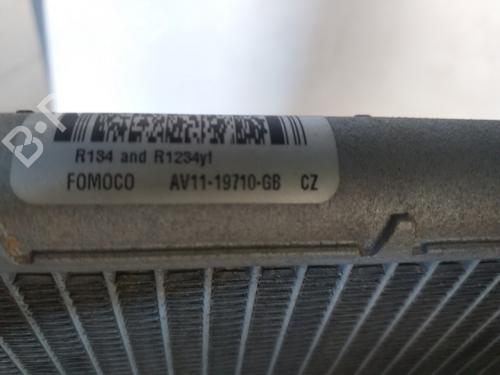 R134 and R1234yf
FOMOCO AV11-19710-GB CZ
B-P